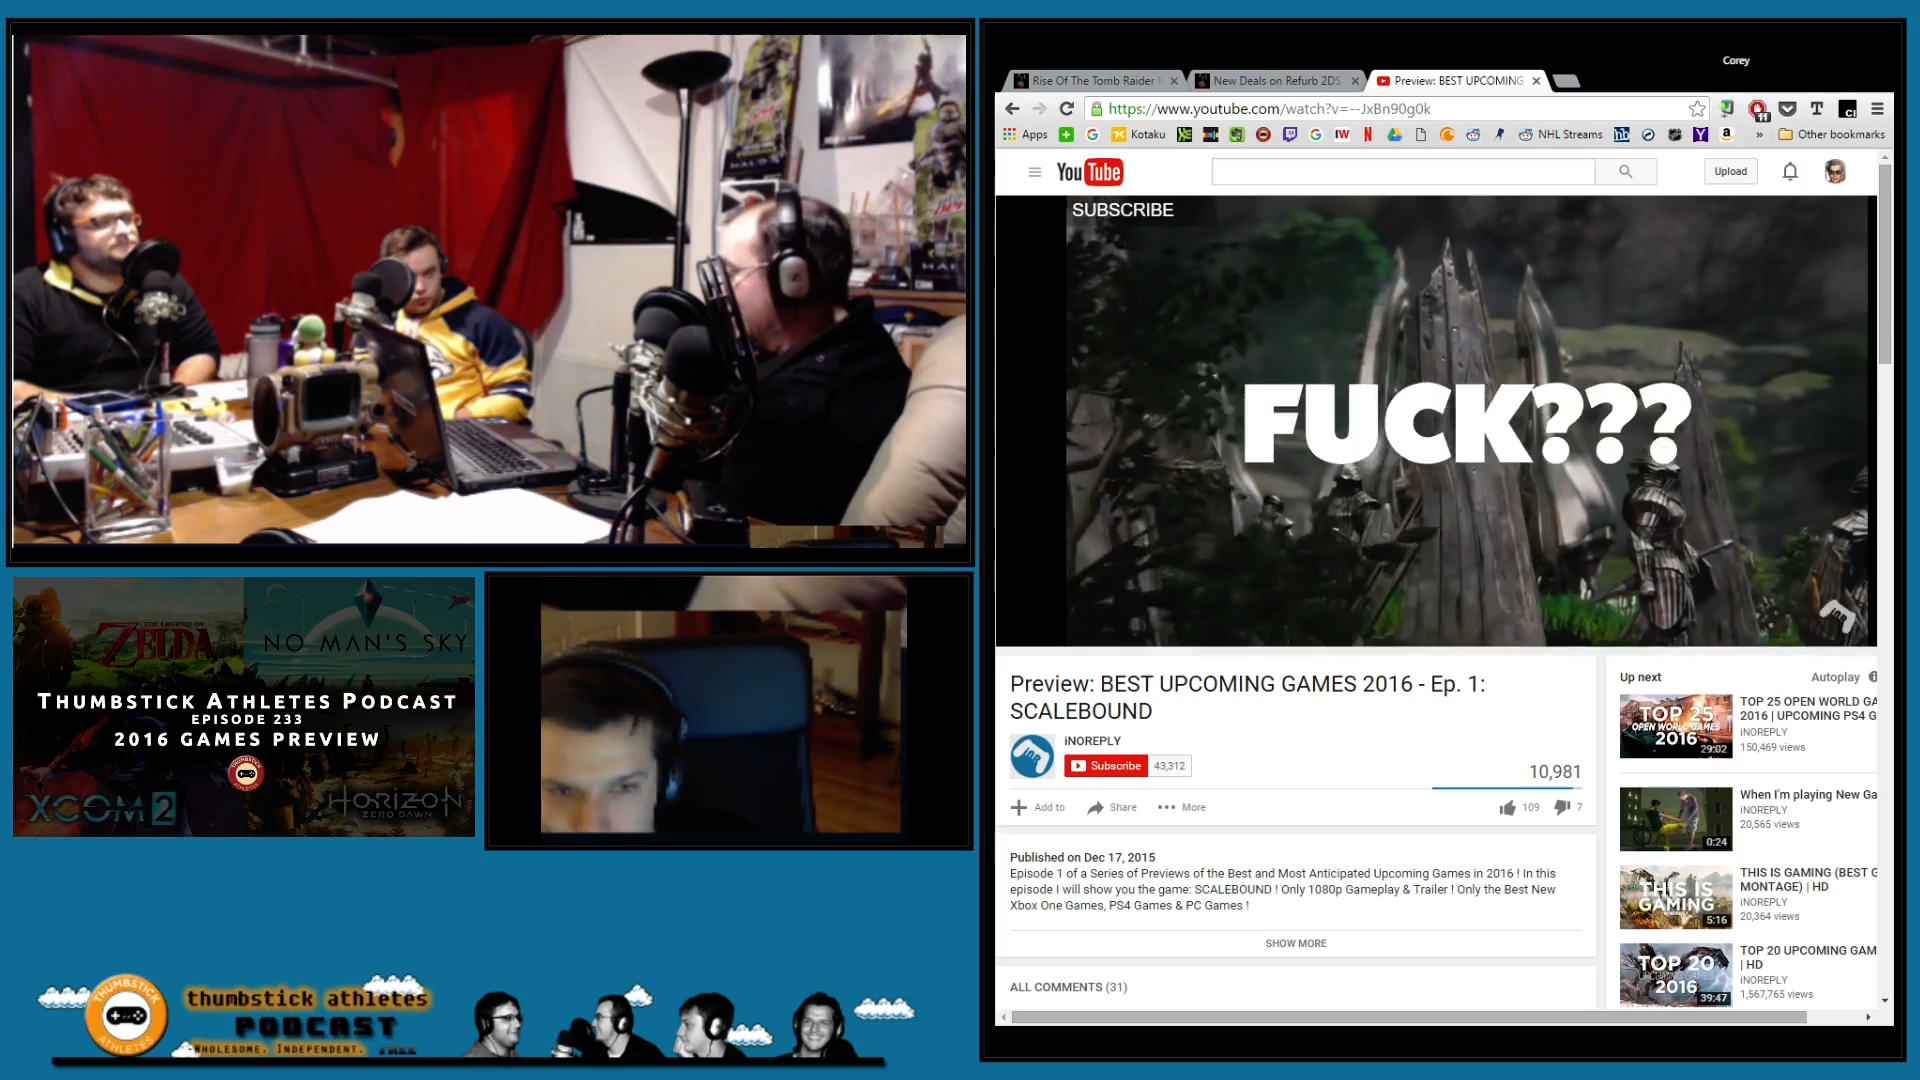 Corey
Rise Of The Tomb Raider
New Deals on Refurb 2DS
Preview: BEST UPCOMING
https://www.youtube.com/watch?v=--JxBn90g0k
Apps
Kotaku
IW
NHL Streams
Other bookmarks
YouTube
Upload
SUBSCRIBE
FUCK???
Preview: BEST UPCOMING GAMES 2016 - Ep. 1:
SCALEBOUND
iNOREPLY
Subscribe 43,312
10,981
Add to Share More 109 7
Published on Dec 17, 2015
Episode 1 of a Series of Previews of the Best and Most Anticipated Upcoming Games in 2016 ! In this
episode I will show you the game: SCALEBOUND ! Only 1080p Gameplay & Trailer ! Only the Best New
Xbox One Games, PS4 Games & PC Games !
SHOW MORE
ALL COMMENTS (31)
Up next Autoplay
TOP 25
OPEN WORLD GAMES
2016
29:02
TOP 25 OPEN WORLD GA
2016 | UPCOMING PS4 G
iNOREPLY
150,469 views
0:24
When I'm playing New Ga
iNOREPLY
20,565 views
THIS IS
GAMING
5:16
THIS IS GAMING (BEST G
MONTAGE) | HD
iNOREPLY
20,364 views
TOP 20
UPCOMING GAMES
2016
39:47
TOP 20 UPCOMING GAM
| HD
iNOREPLY
1,567,765 views
THE LEGEND OF
ZELDA
NO MAN'S SKY
THUMBSTICK ATHLETES PODCAST
EPISODE 233
2016 GAMES PREVIEW
XCOM 2
HORIZON
ZERO DAWN
THUMBSTICK
ATHLETES
thumbstick athletes
PODCAST
WHOLESOME. INDEPENDENT. FREE